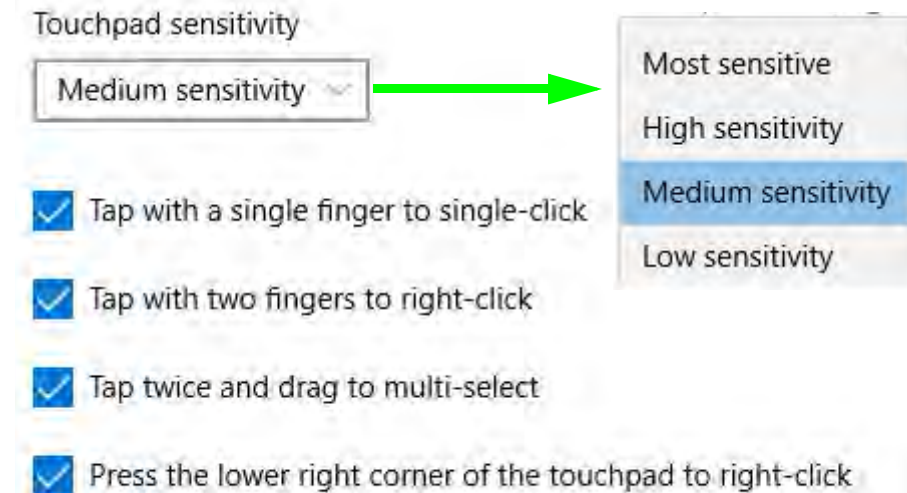 Touchpad sensitivity
Medium sensitivity
Most sensitive
High sensitivity
Medium sensitivity
Low sensitivity
Tap with a single finger to single-click
Tap with two fingers to right-click
Tap twice and drag to multi-select
Press the lower right corner of the touchpad to right-click